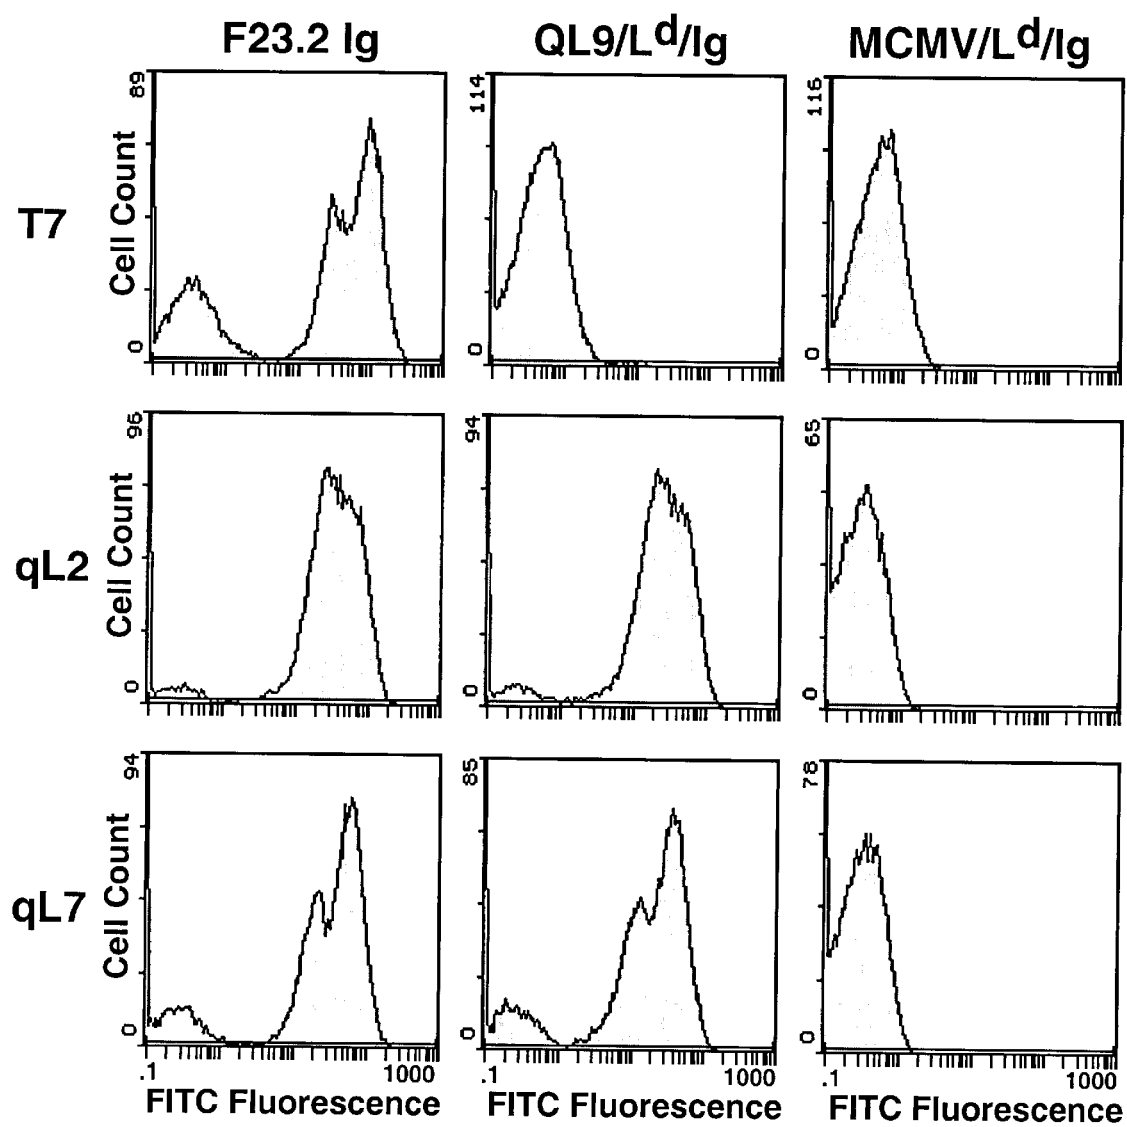 F23.2 Ig QL9/Ld/Ig MCMV/Ld/Ig
T7 Cell Count 89 0 114 0 116 0
qL2 Cell Count 96 0 94 0 65 0
qL7 Cell Count 94 0 85 0 78 0
.1 1000 .1 1000 .1 1000
FITC Fluorescence FITC Fluorescence FITC Fluorescence